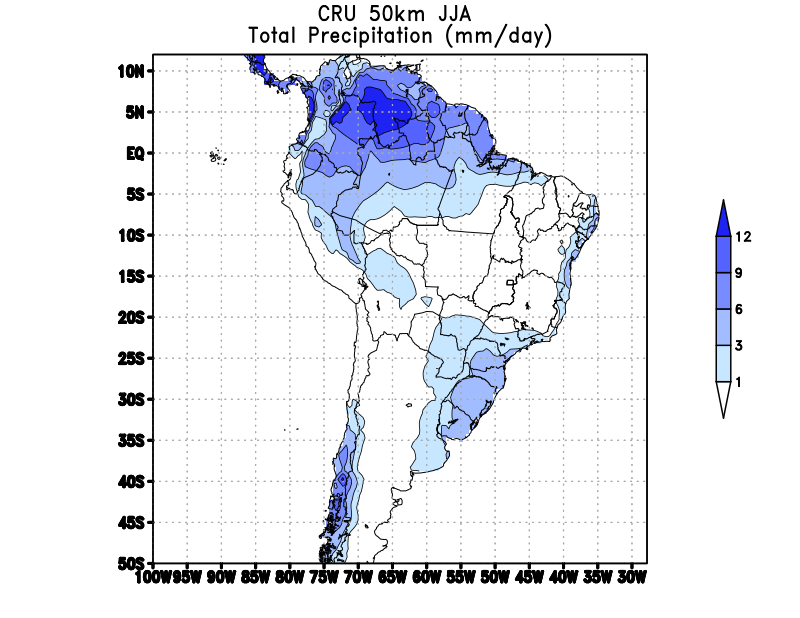 CRU 50km JJA
Total Precipitation (mm/day)
10N
5N
EQ
5S
10S
15S
20S
25S
30S
35S
40S
45S
50S
100W 95W 90W 85W 80W 75W 70W 65W 60W 55W 50W 45W 40W 35W 30W
12
9
6
3
1